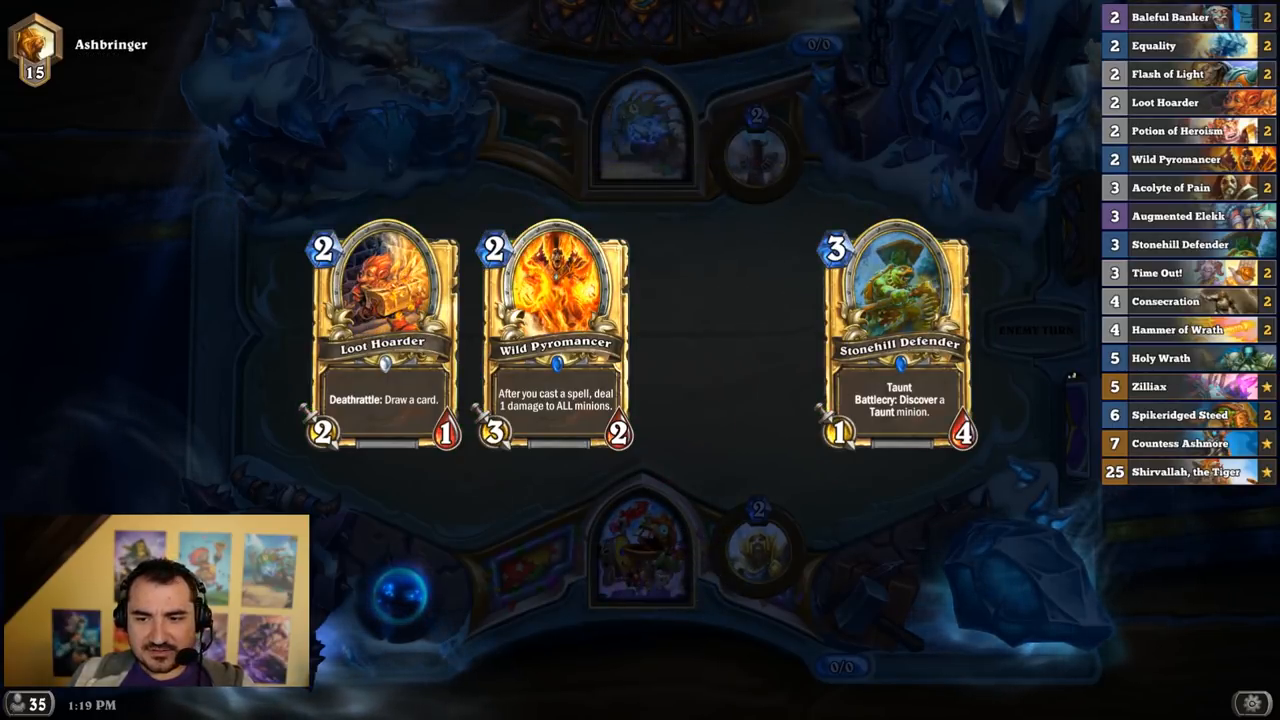 Ashbringer
15
0/0
2
2
Loot Hoarder
Deathrattle: Draw a card.
2
1
2
Wild Pyromancer
After you cast a spell, deal
1 damage to ALL minions.
3
2
3
Stonehill Defender
Taunt
Battlecry: Discover a
Taunt minion.
1
4
ENEMY TURN
2
0/0
2 Baleful Banker 2
2 Equality 2
2 Flash of Light 2
2 Loot Hoarder
2 Potion of Heroism 2
2 Wild Pyromancer
3 Acolyte of Pain 2
3 Augmented Elekk
3 Stonehill Defender
3 Time Out! 2
4 Consecration 2
4 Hammer of Wrath 2
5 Holy Wrath
5 Zilliax
6 Spikeridged Steed 2
7 Countess Ashmore
25 Shirvallah, the Tiger
35
1:19 PM